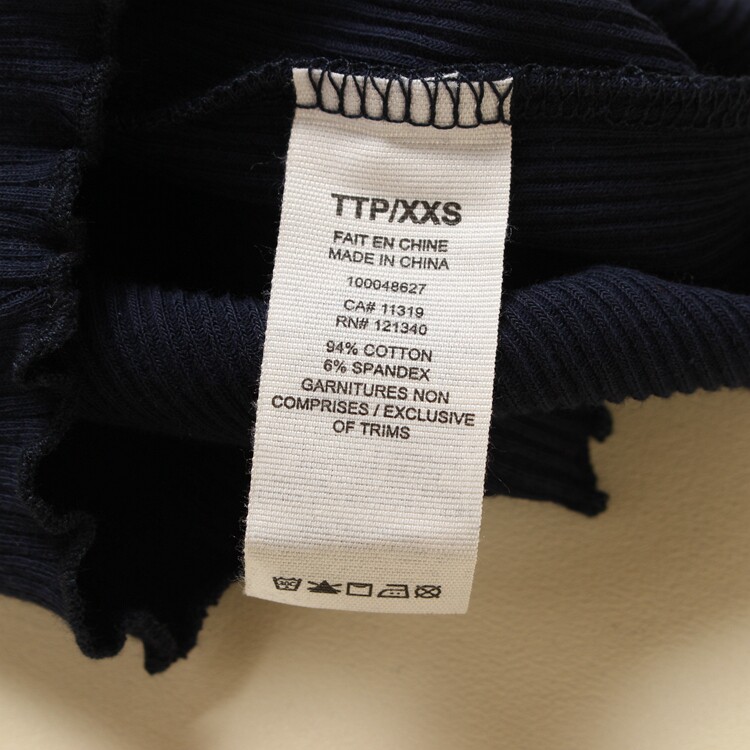 TTP/XXS
FAIT EN CHINE
MADE IN CHINA
100048627
CA# 11319
RN# 121340
94% COTTON
6% SPANDEX
GARNITURES NON
COMPRISES / EXCLUSIVE
OF TRIMS
30C